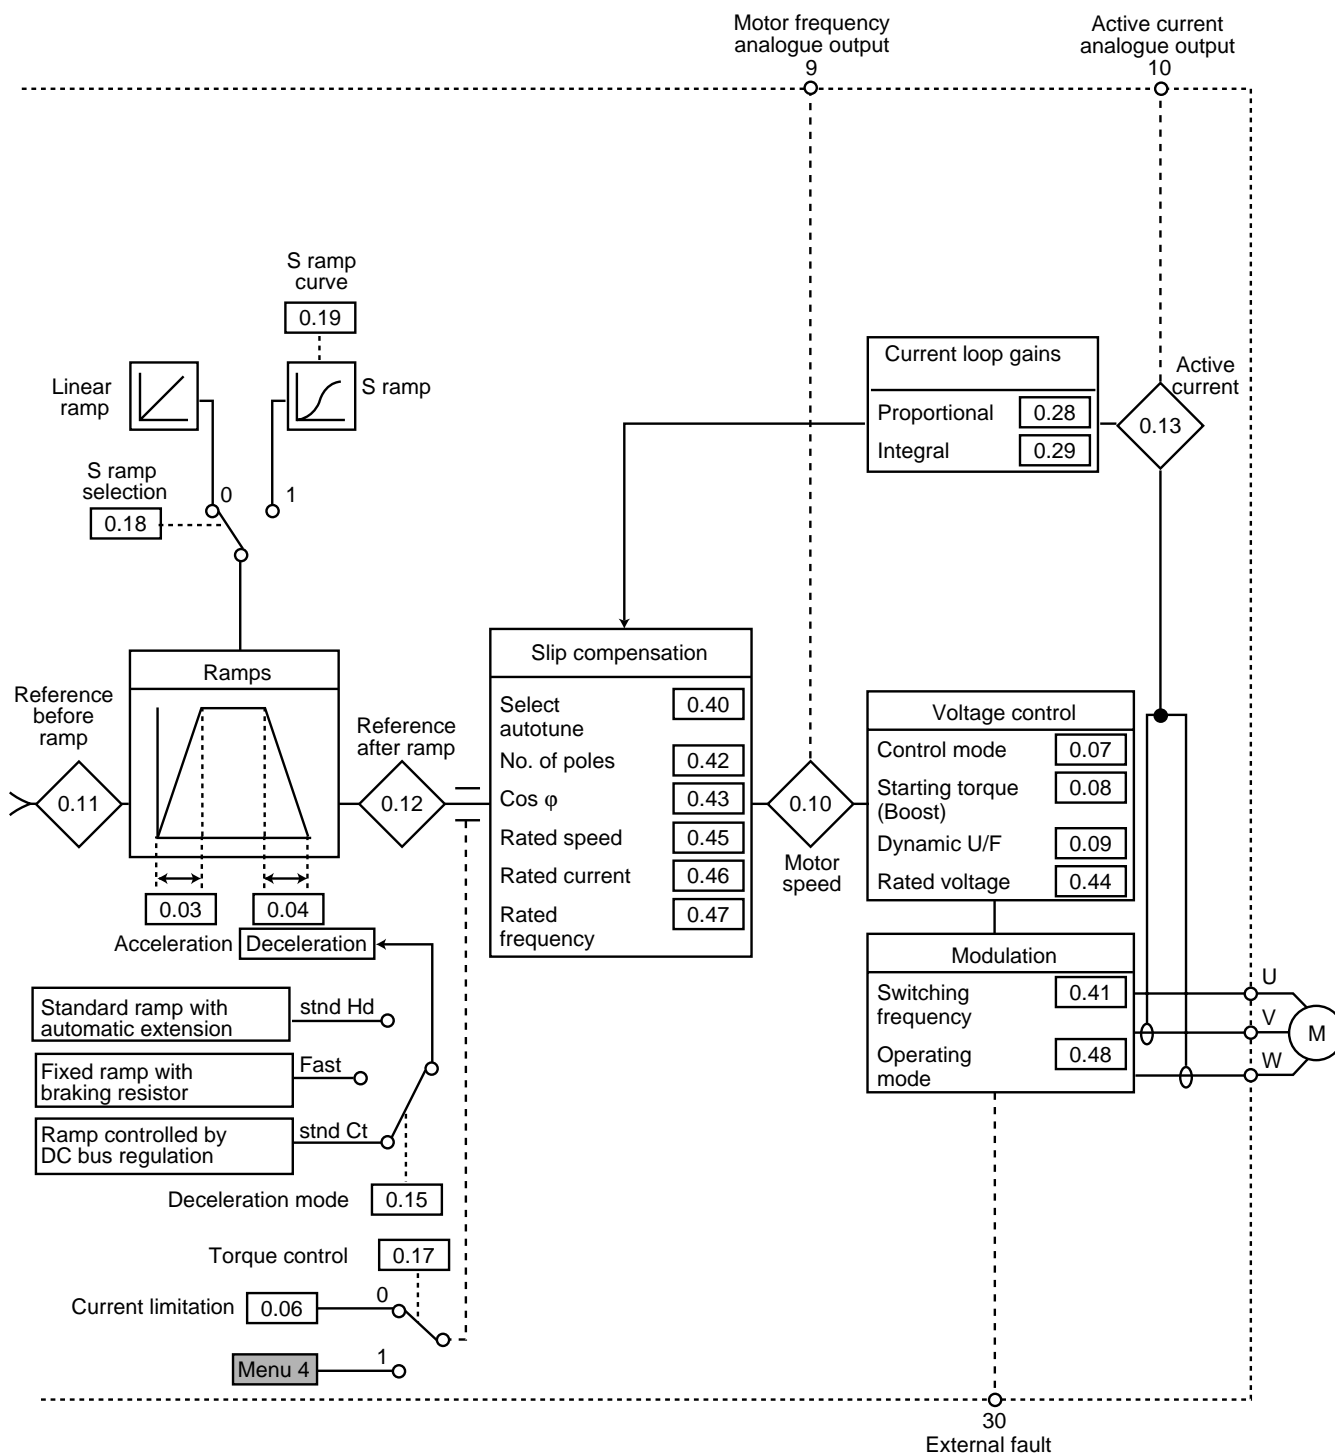 Motor frequency
analogue output
9
Active current
analogue output
10
S ramp
curve
0.19
Linear
ramp
S ramp
S ramp
selection
0.18
0
1
Current loop gains
Proportional 0.28
Integral 0.29
Active
current
0.13
Ramps
Reference
before
ramp
0.11
Reference
after ramp
0.12
0.03
0.04
Acceleration
Deceleration
Slip compensation
Select
autotune
0.40
No. of poles 0.42
Cos φ 0.43
Rated speed 0.45
Rated current 0.46
Rated
frequency
0.47
0.10
Motor
speed
Voltage control
Control mode 0.07
Starting torque
(Boost)
0.08
Dynamic U/F 0.09
Rated voltage 0.44
Modulation
Switching
frequency
0.41
Operating
mode
0.48
U
V
W
M
Standard ramp with
automatic extension
stnd Hd
Fixed ramp with
braking resistor
Fast
Ramp controlled by
DC bus regulation
stnd Ct
Deceleration mode 0.15
Torque control 0.17
Current limitation 0.06
0
Menu 4
1
30
External fault